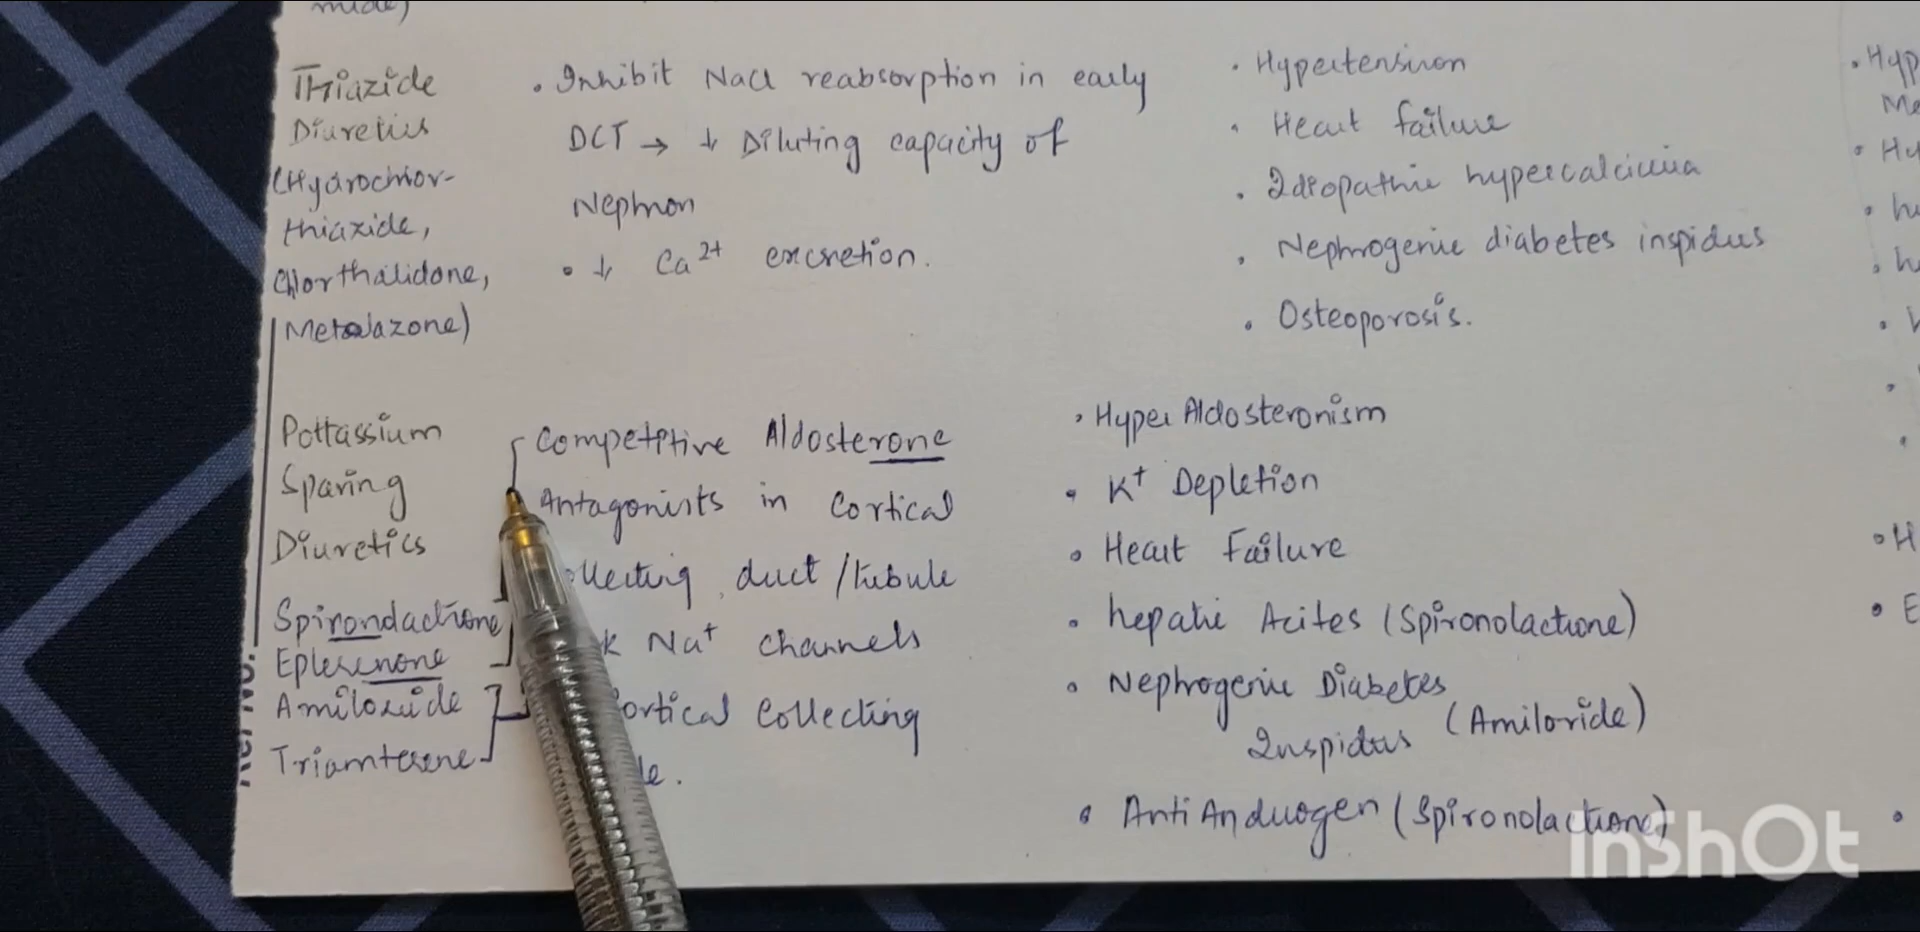 Thiazide
Diuretics
(Hydrochlor-
thiazide,
Chlorthalidone,
Metolazone)
. Inhibit NaCl reabsorption in early
DCT → ↓ Diluting capacity of
Nephron
• ↓ Ca2+ excretion.
• Hypertension
• Heart failure
• Idiopathic hypercalciuria
• Nephrogenic diabetes inspidus
• Osteoporosis.
Pottassium
Sparing
Diuretics
Spironolactone
Eplerenone
Amiloride
Triamterene
Competitive Aldosterone
Antagonists in Cortical
duct/tubule
Na+ channels
Collecting
• Hyper Aldosteronism
• K+ Depletion
• Heart Failure
• hepatic Acites (Spironolactone)
• Nephrogenic Diabetes
Inspidus (Amiloride)
• Anti Androgen (Spironolactone)
InShOt